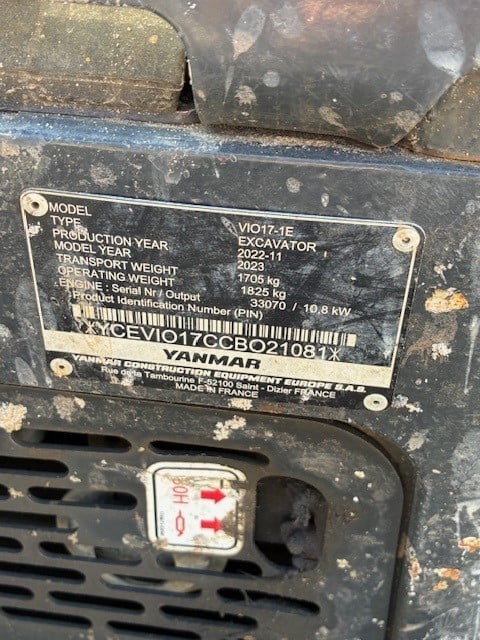 MODEL VIO17-1E
TYPE EXCAVATOR
PRODUCTION YEAR 2022-11
MODEL YEAR 2023
TRANSPORT WEIGHT 1705 kg
OPERATING WEIGHT 1825 kg
ENGINE : Serial Nr / Output 33070 / 10,8 kW
Product Identification Number (PIN)
*YCEVIO17CCBO21081*
YANMAR
YANMAR CONSTRUCTION EQUIPMENT EUROPE S.A.S.
Rue de la Tambourine F-52100 Saint - Dizier FRANCE
MADE IN FRANCE